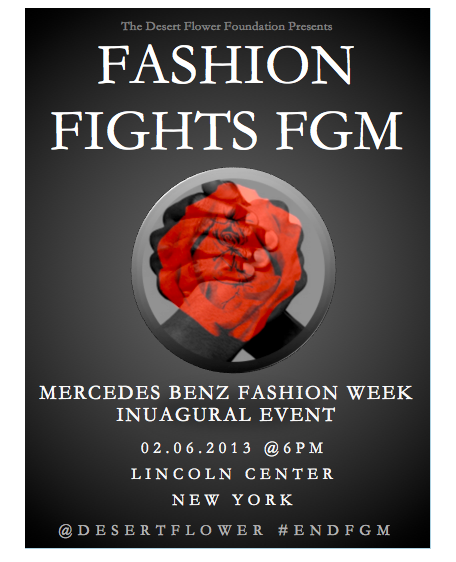 The Desert Flower Foundation Presents
FASHION
FIGHTS FGM
MERCEDES BENZ FASHION WEEK
INUAGURAL EVENT
02.06.2013 @6PM
LINCOLN CENTER
NEW YORK
@DESERTFLOWER #ENDFGM